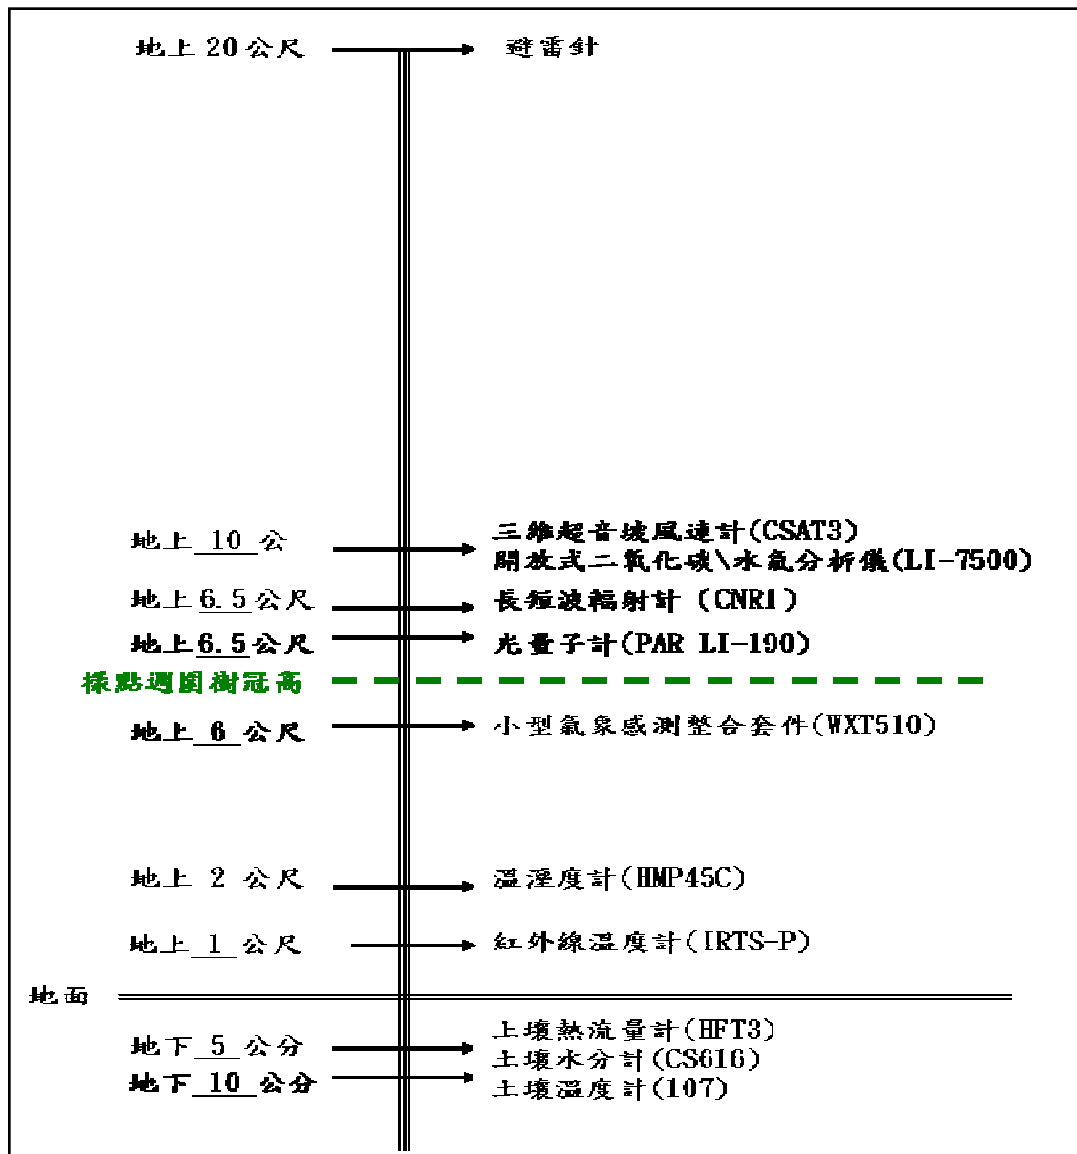 地上 20 公尺 避雷針
地上 10 公 三維超音坡風速計(CSAT3)
開放式二氧化碳\水氣分析儀(LI-7500)
地上 6.5 公尺 長短波輻射計 (CNR1)
地上 6.5 公尺 光量子計(PAR LI-190)
採點週圍樹冠高
地上 6 公尺 小型氣象感測整合套件(WXT510)
地上 2 公尺 溫溼度計(HMP45C)
地上 1 公尺 紅外線溫度計(IRTS-P)
地面
土壤熱流量計(HFT3)
地下 5 公分 土壤水分計(CS616)
地下 10 公分 土壤溫度計(107)